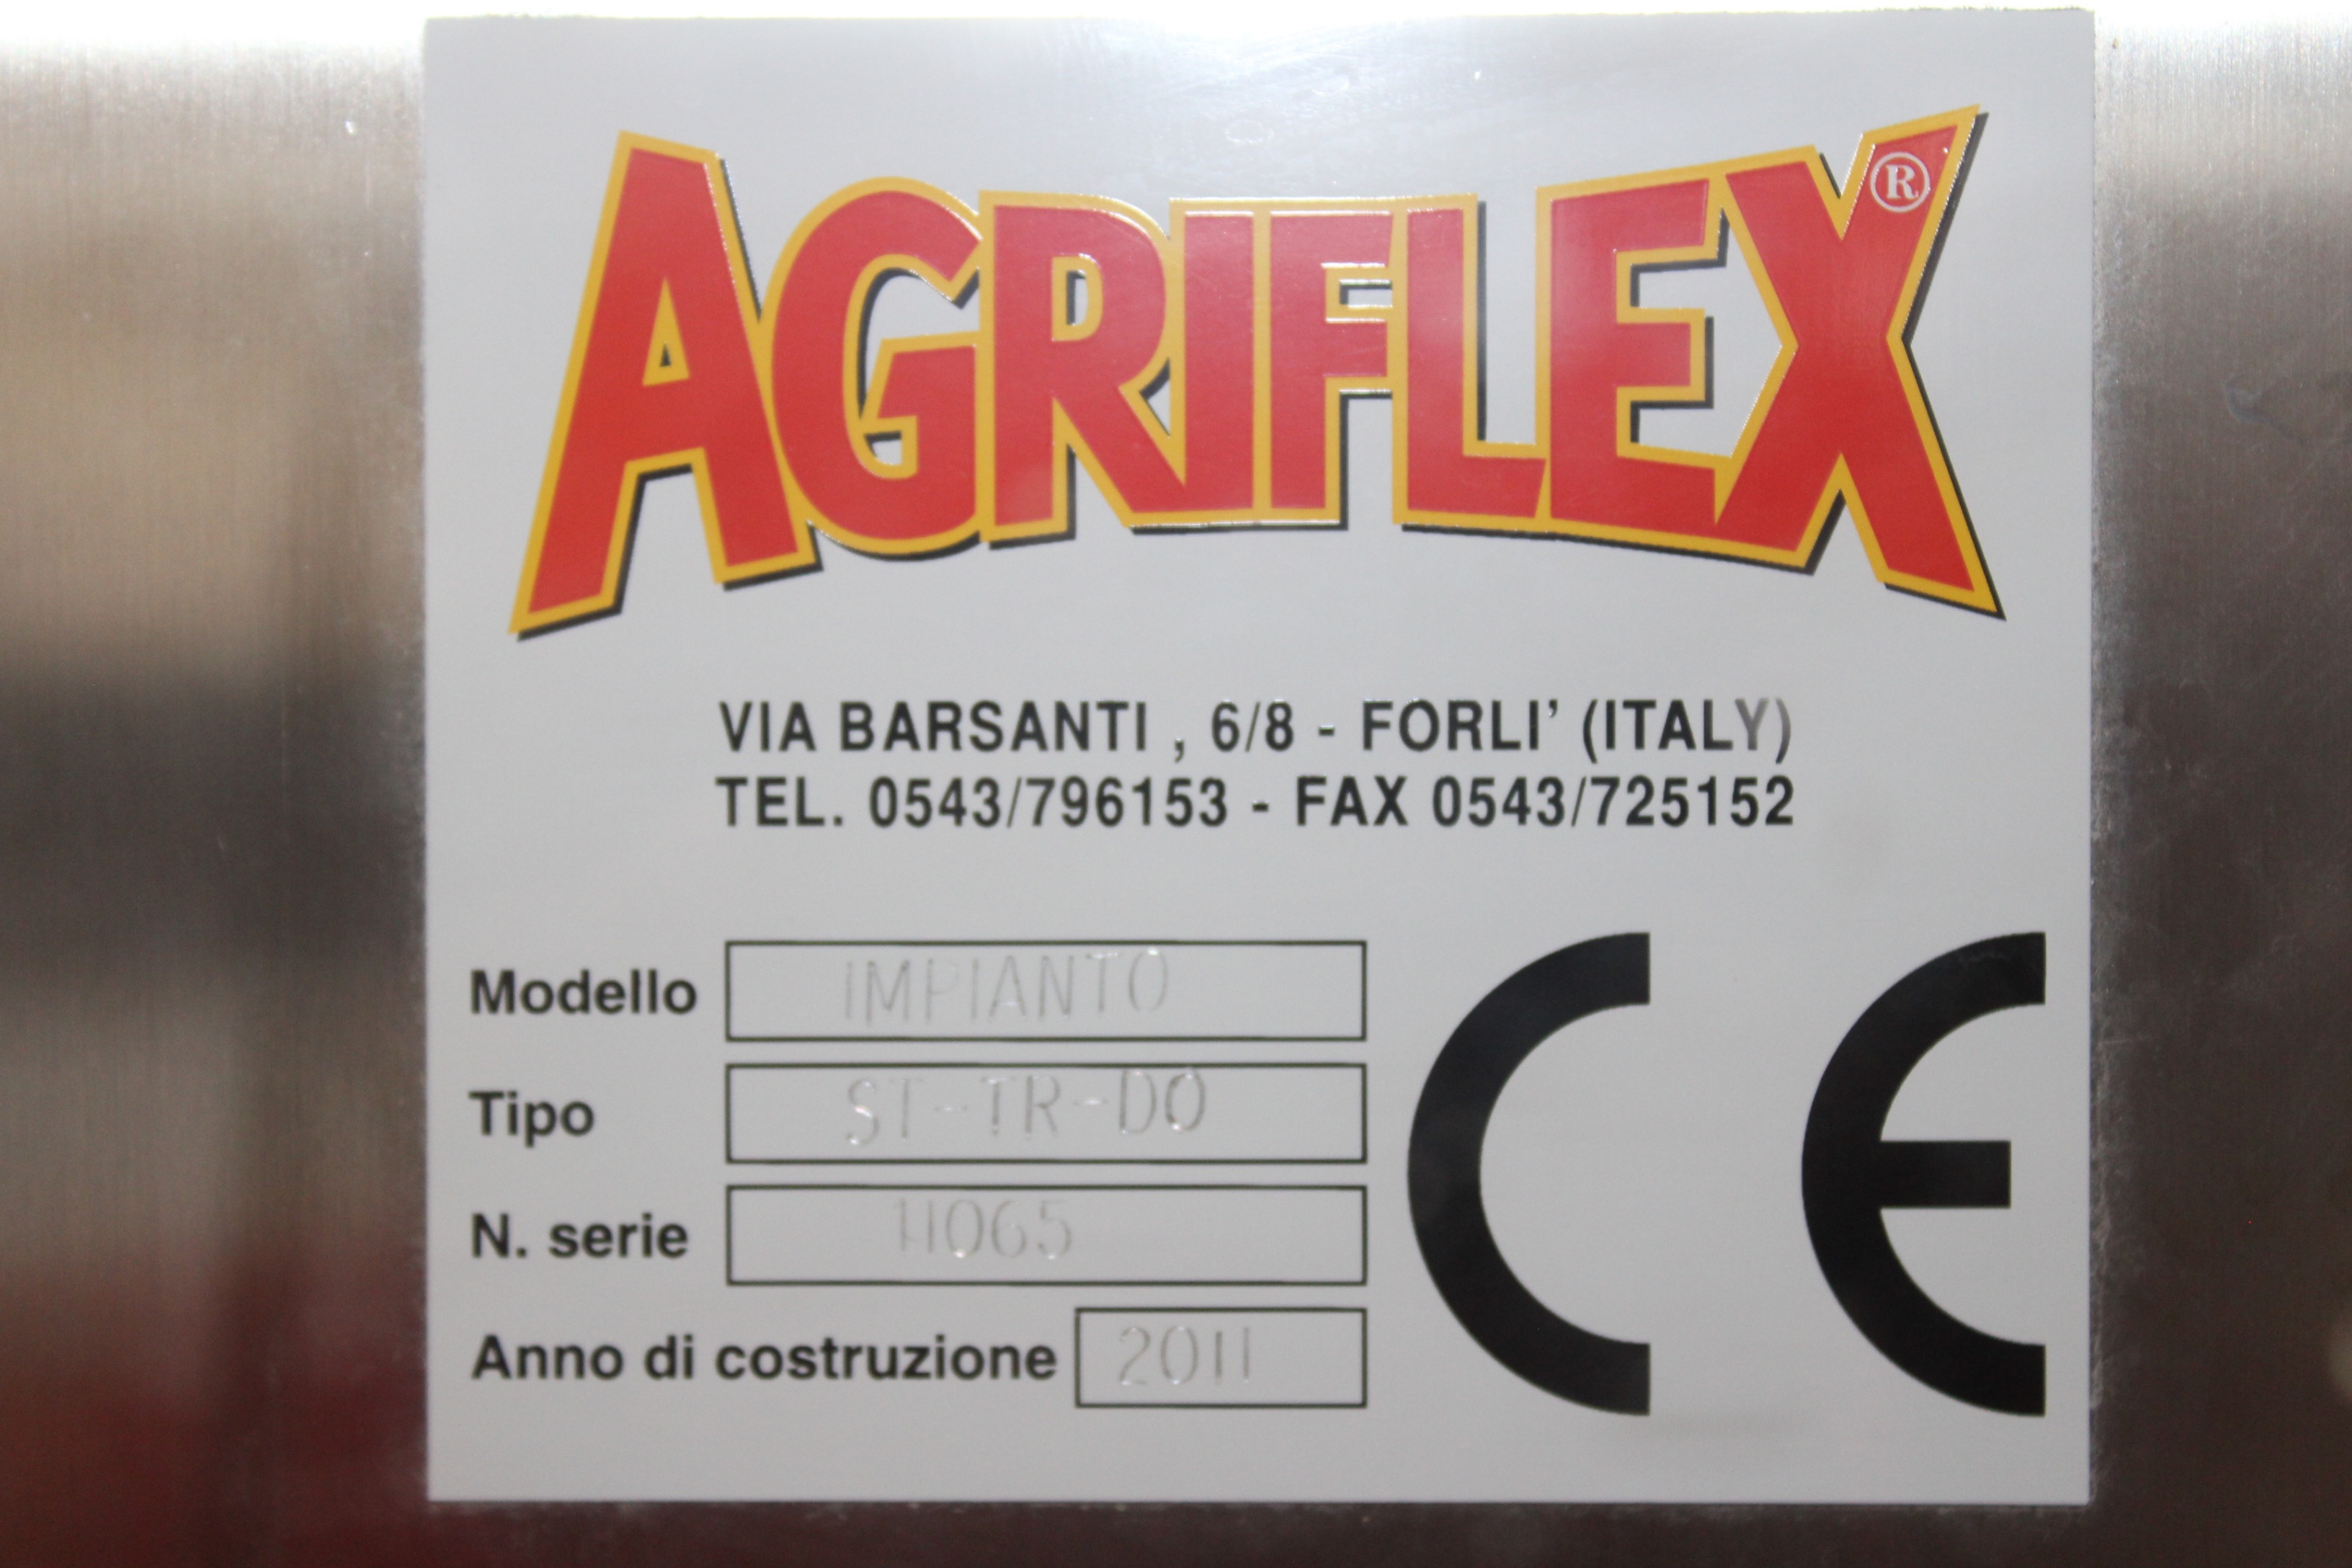 AGRIFLEX®
VIA BARSANTI , 6/8 - FORLI' (ITALY)
TEL. 0543/796153 - FAX 0543/725152
Modello IMPIANTO
Tipo ST-TR-DO
N. serie 11065
Anno di costruzione 2011
CE